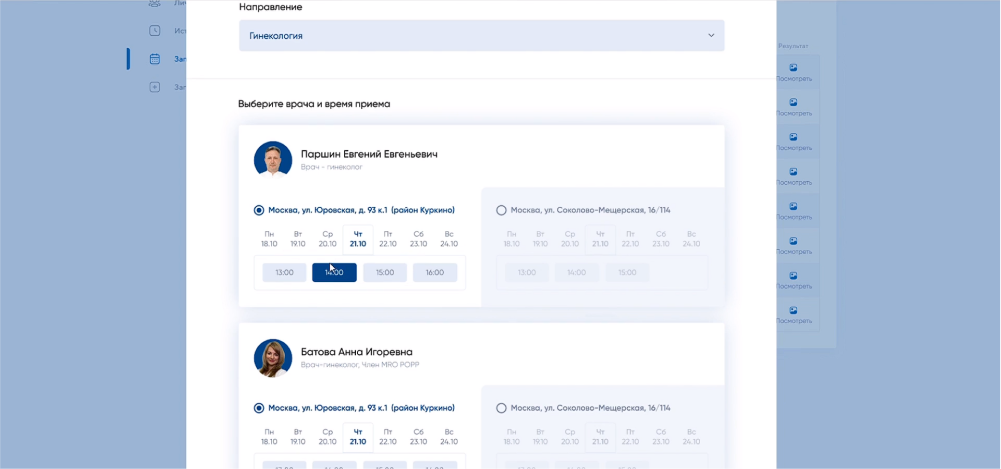 Направление
Гинекология
Выберите врача и время приема
Паршин Евгений Евгеньевич
Врач - гинеколог
Москва, ул. Юровская, д. 93 к.1 (район Куркино)
Пн Вт Ср Чт Пт Сб Вс
18.10 19.10 20.10 21.10 22.10 23.10 24.10
13:00 14:00 15:00 16:00
Москва, ул. Соколово-Мещерская, 16/114
Пн Вт Ср Чт Пт Сб Вс
18.10 19.10 20.10 21.10 22.10 23.10 24.10
13:00 14:00 15:00
Батова Анна Игоревна
Врач-гинеколог, Член MRO РОРР
Москва, ул. Юровская, д. 93 к.1 (район Куркино)
Пн Вт Ср Чт Пт Сб Вс
18.10 19.10 20.10 21.10 22.10 23.10 24.10
Москва, ул. Соколово-Мещерская, 16/114
Пн Вт Ср Чт Пт Сб Вс
18.10 19.10 20.10 21.10 22.10 23.10 24.10
Результат
Посмотреть
Посмотреть
Посмотреть
Посмотреть
Посмотреть
Посмотреть
Посмотреть
Посмотреть